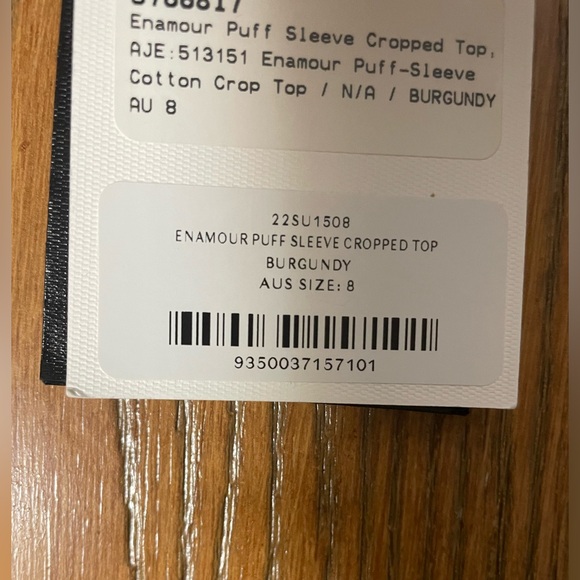 Enamour Puff Sleeve Cropped Top,
AJE:513151 Enamour Puff-Sleeve
Cotton Crop Top / N/A / BURGUNDY
AU 8
22SU1508
ENAMOUR PUFF SLEEVE CROPPED TOP
BURGUNDY
AUS SIZE: 8
9350037157101